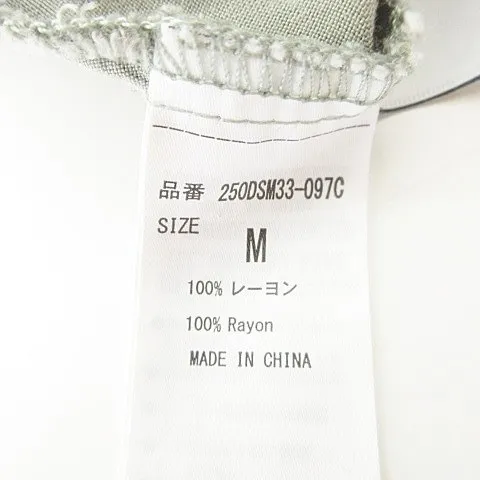 品番 250DSM33-097C
SIZE
M
100% レーヨン
100% Rayon
MADE IN CHINA